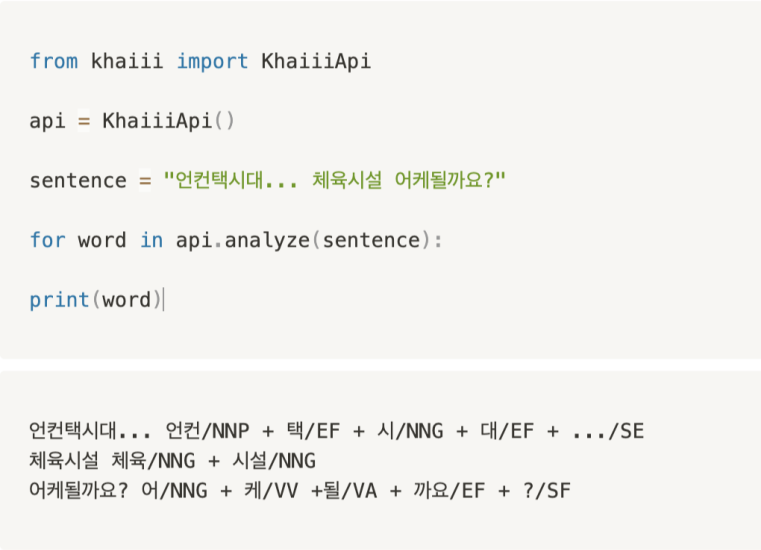 from khaiii import KhaiiiApi
api = KhaiiiApi()
sentence = "언컨택시대... 체육시설 어케될까요?"
for word in api.analyze(sentence):
print(word)
언컨택시대... 언컨/NNP + 택/EF + 시/NNG + 대/EF + .../SE
체육시설 체육/NNG + 시설/NNG
어케될까요? 어/NNG + 케/VV +될/VA + 까요/EF + ?/SF